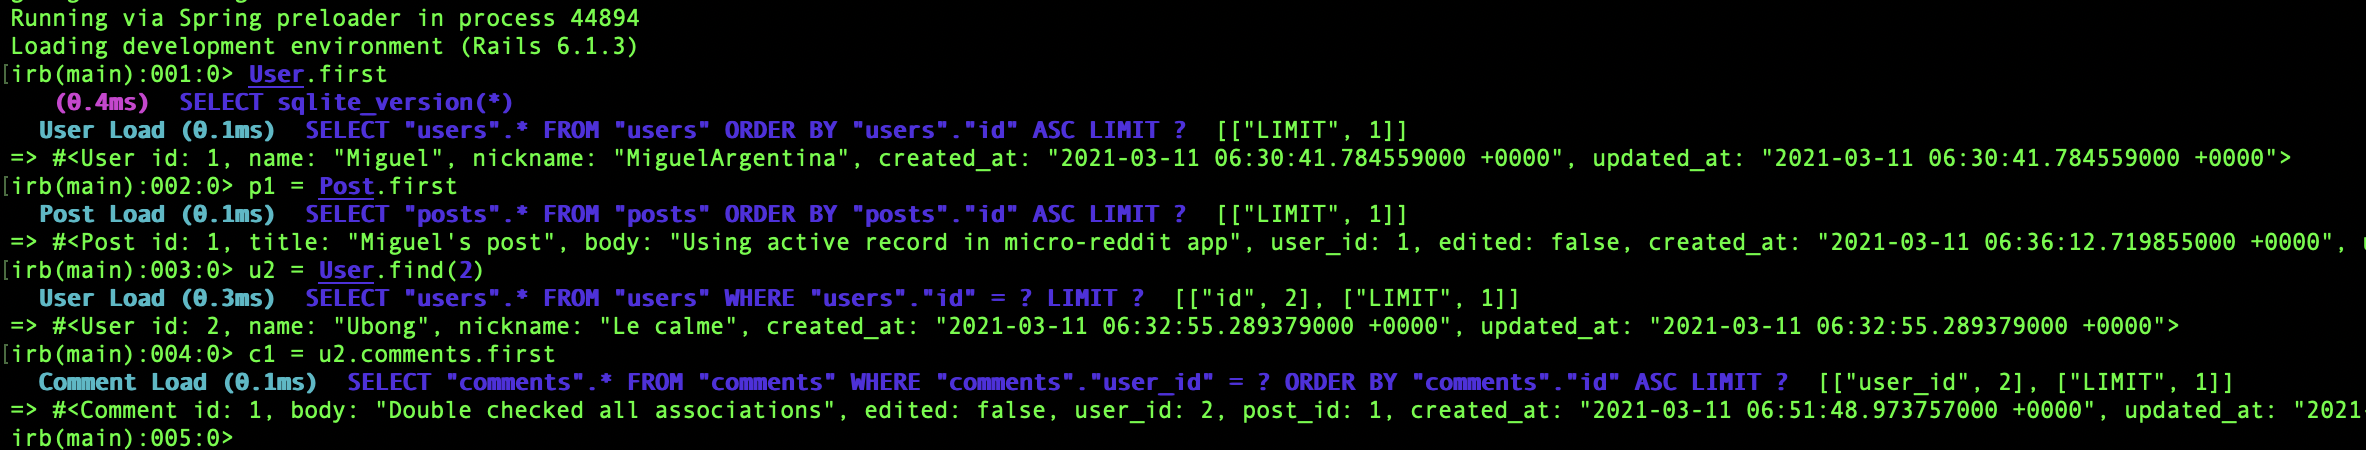 Running via Spring preloader in process 44894
Loading development environment (Rails 6.1.3)
[irb(main):001:0> User.first
(0.4ms)  SELECT sqlite_version(*)
User Load (0.1ms)  SELECT "users".* FROM "users" ORDER BY "users"."id" ASC LIMIT ?  [["LIMIT", 1]]
=> #<User id: 1, name: "Miguel", nickname: "MiguelArgentina", created_at: "2021-03-11 06:30:41.784559000 +0000", updated_at: "2021-03-11 06:30:41.784559000 +0000">
[irb(main):002:0> p1 = Post.first
Post Load (0.1ms)  SELECT "posts".* FROM "posts" ORDER BY "posts"."id" ASC LIMIT ?  [["LIMIT", 1]]
=> #<Post id: 1, title: "Miguel's post", body: "Using active record in micro-reddit app", user_id: 1, edited: false, created_at: "2021-03-11 06:36:12.719855000 +0000",
[irb(main):003:0> u2 = User.find(2)
User Load (0.3ms)  SELECT "users".* FROM "users" WHERE "users"."id" = ? LIMIT ?  [["id", 2], ["LIMIT", 1]]
=> #<User id: 2, name: "Ubong", nickname: "Le calme", created_at: "2021-03-11 06:32:55.289379000 +0000", updated_at: "2021-03-11 06:32:55.289379000 +0000">
[irb(main):004:0> c1 = u2.comments.first
Comment Load (0.1ms)  SELECT "comments".* FROM "comments" WHERE "comments"."user_id" = ? ORDER BY "comments"."id" ASC LIMIT ?  [["user_id", 2], ["LIMIT", 1]]
=> #<Comment id: 1, body: "Double checked all associations", edited: false, user_id: 2, post_id: 1, created_at: "2021-03-11 06:51:48.973757000 +0000", updated_at: "2021-
irb(main):005:0>